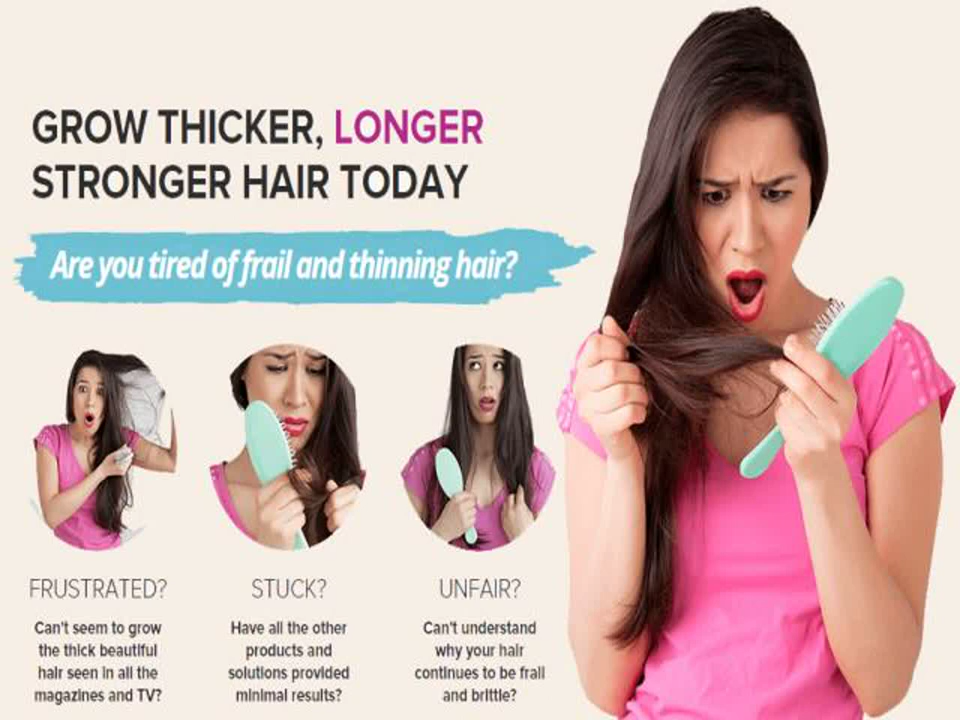 GROW THICKER, LONGER
STRONGER HAIR TODAY
Are you tired of frail and thinning hair?
FRUSTRATED?
Can't seem to grow
the thick beautiful
hair seen in all the
magazines and TV?
STUCK?
Have all the other
products and
solutions provided
minimal results?
UNFAIR?
Can't understand
why your hair
continues to be frail
and brittle?